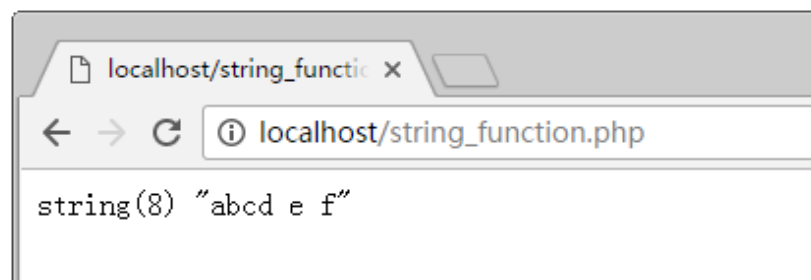 localhost/string_functic
localhost/string_function.php
string(8) "abcd e f"